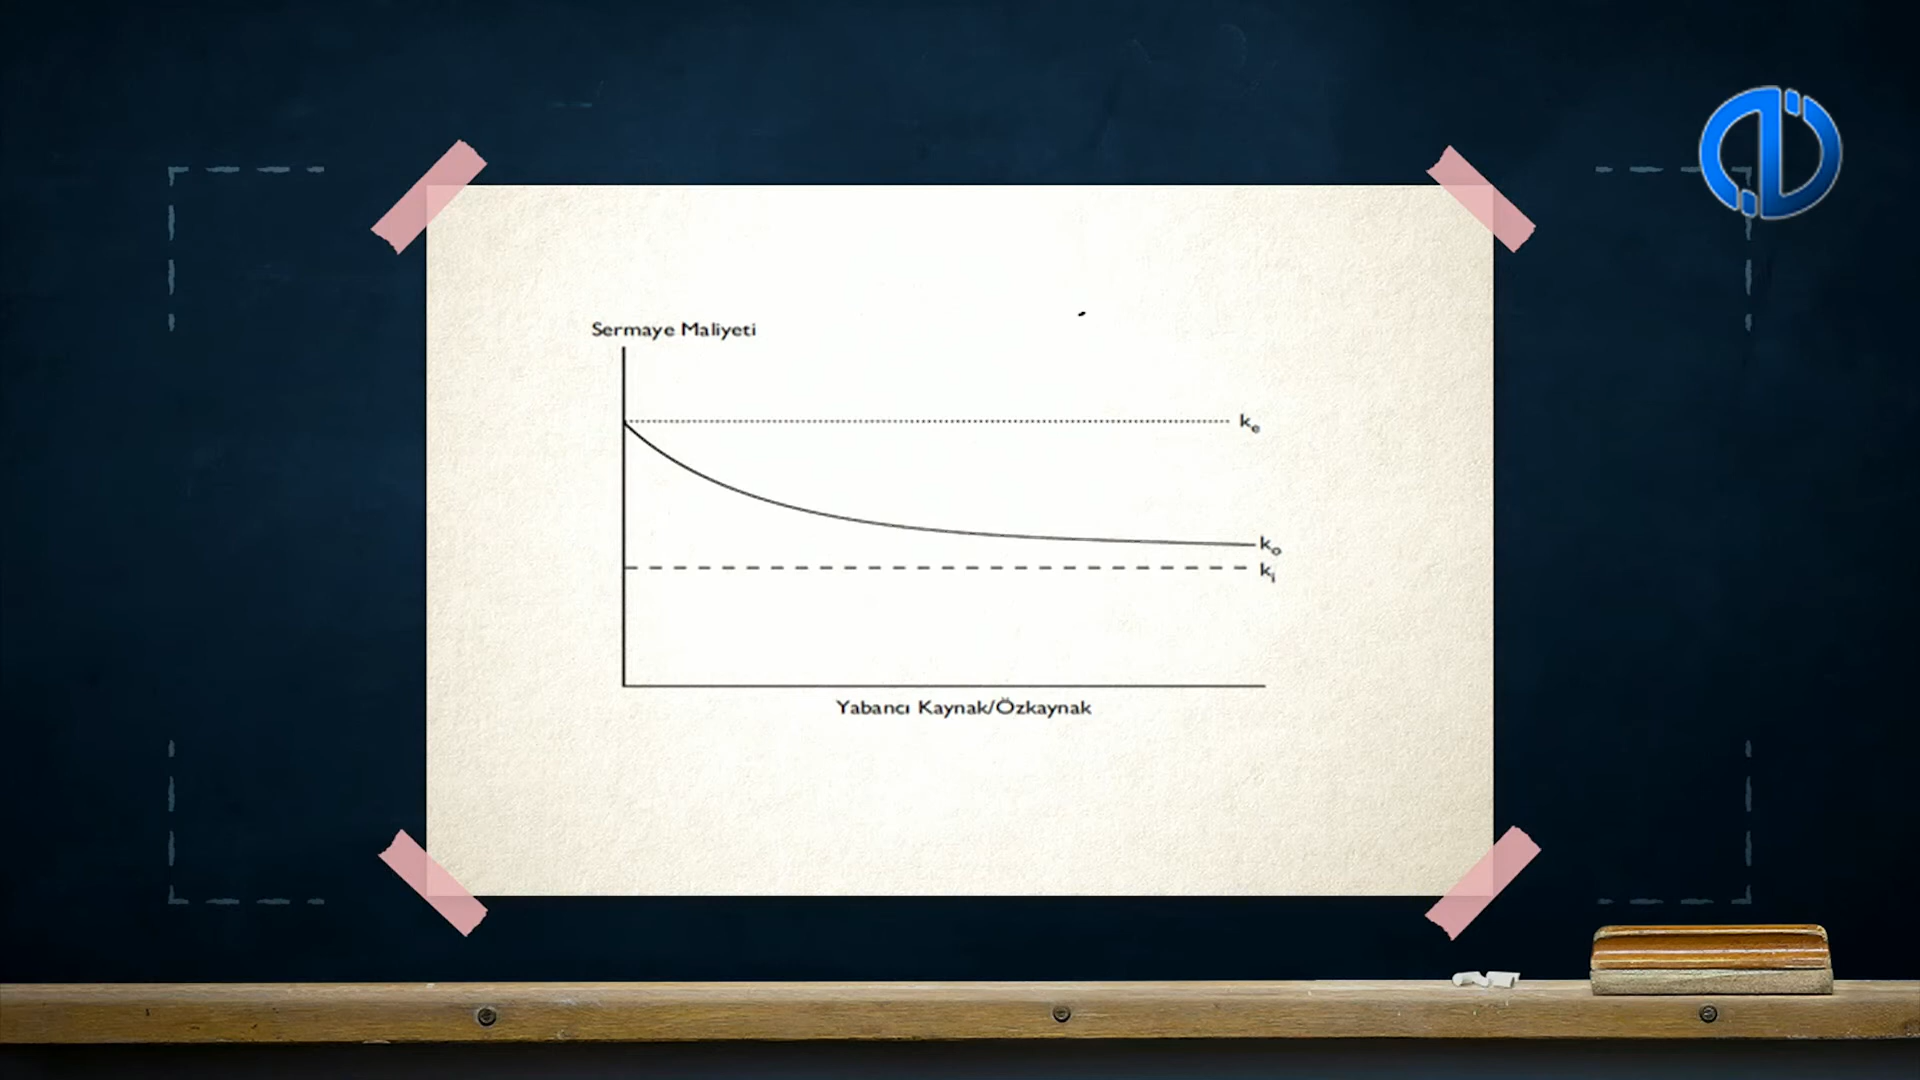 Sermaye Maliyeti
kₑ
kₒ
kᵢ
Yabancı Kaynak/Özkaynak